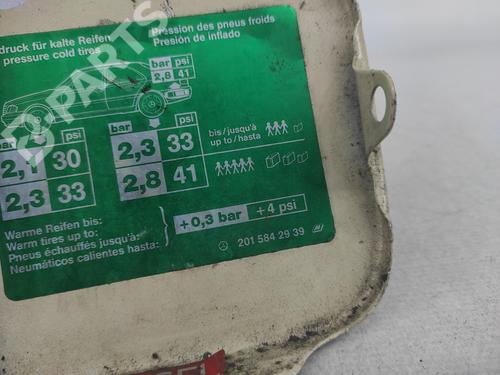 druck für kalte Reifen
pressure cold tires
Pression des pneus froids
Presión de inflado
bar psi
2,8 41
psi
bar psi
2,1 30
2,3 33
2,3 33
2,8 41
bis/jusqu'à
up to/hasta
Warme Reifen bis:
Warm tires up to:
Pneus échauffés jusqu'à:
Neumáticos calientes hasta:
+0,3 bar +4 psi
201 584 29 39
B PARTS